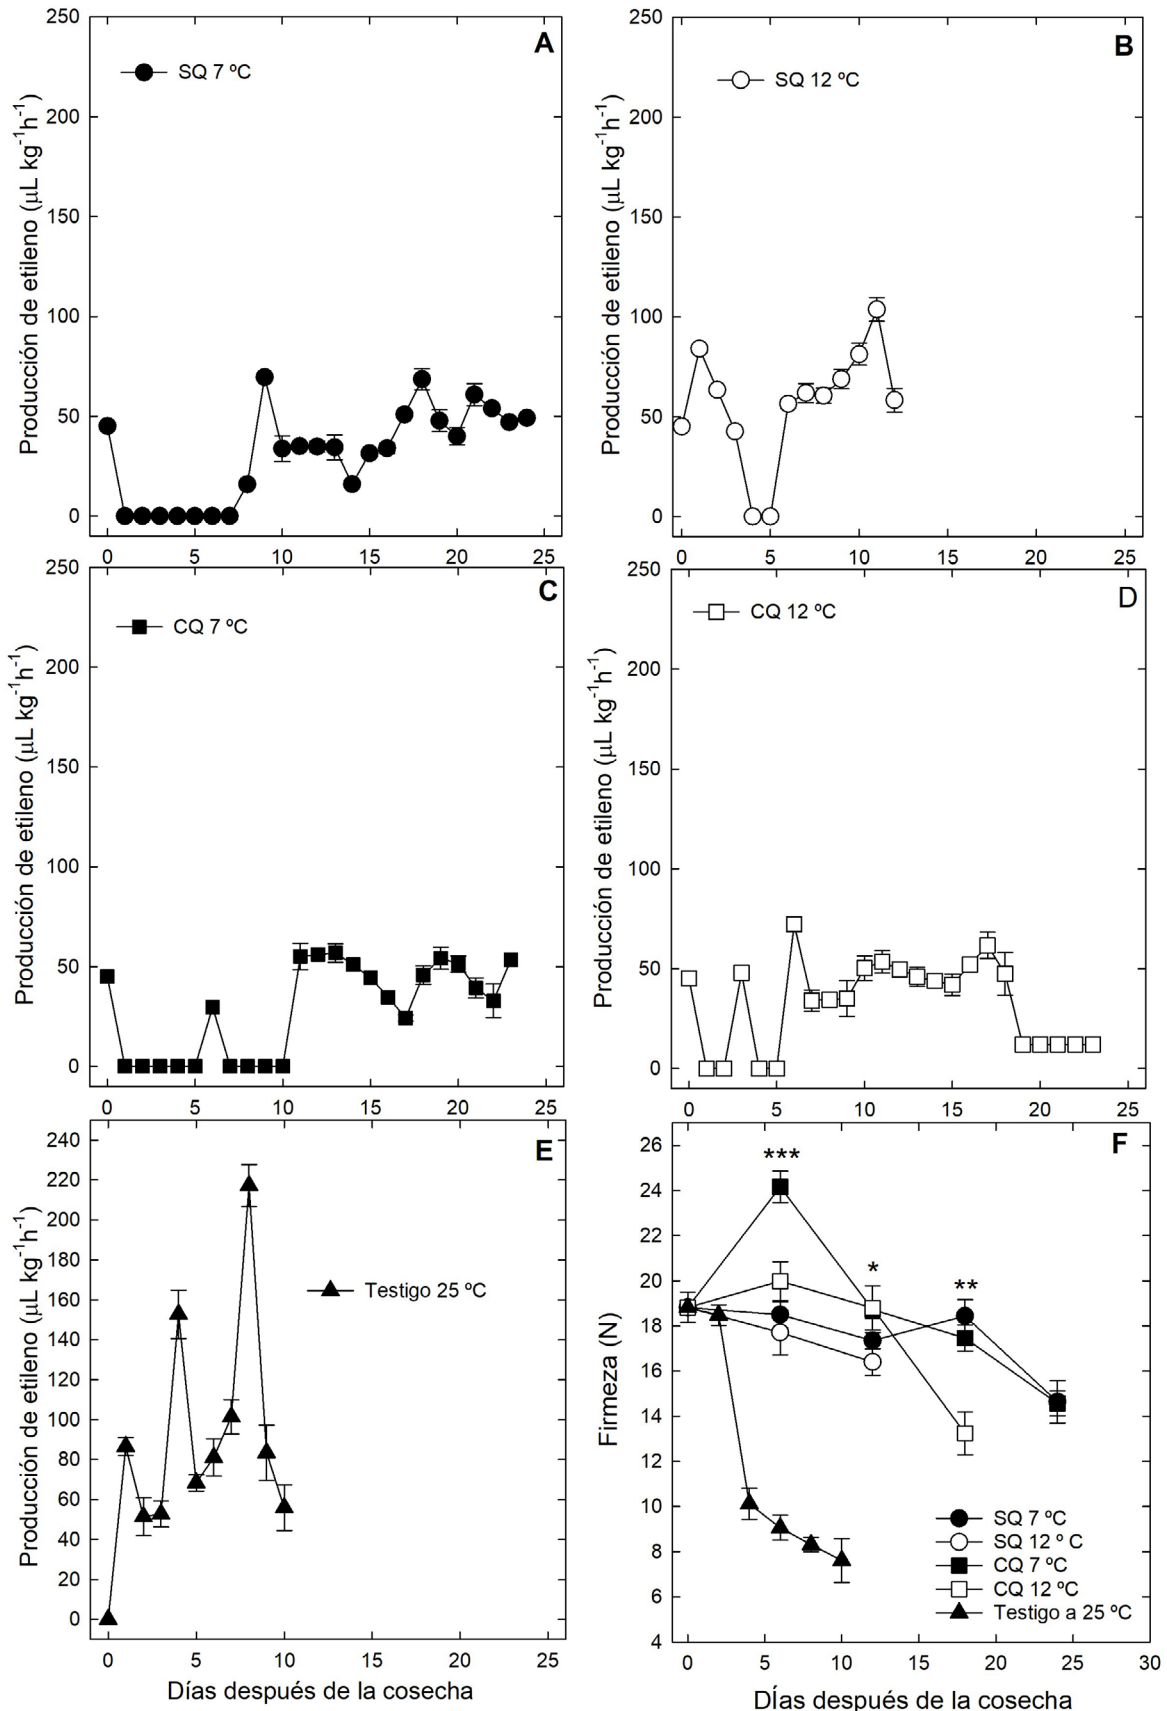 A
SQ 7 ºC
Producción de etileno (µL kg-1h-1)
250
200
150
100
50
0
0 5 10 15 20 25
B
SQ 12 ºC
Producción de etileno (µL kg-1h-1)
250
200
150
100
50
0
0 5 10 15 20 25
C
CQ 7 ºC
Producción de etileno (µL kg-1h-1)
250
200
150
100
50
0
0 5 10 15 20 25
D
CQ 12 ºC
Producción de etileno (µL kg-1h-1)
250
200
150
100
50
0
0 5 10 15 20 25
E
Testigo 25 ºC
Producción de etileno (µL kg-1h-1)
240
220
200
180
160
140
120
100
80
60
40
20
0
0 5 10 15 20 25
Días después de la cosecha
F
***
*
**
Firmeza (N)
26
24
22
20
18
16
14
12
10
8
6
4
SQ 7 ºC
SQ 12 º C
CQ 7 ºC
CQ 12 ºC
Testigo a 25 ºC
0 5 10 15 20 25 30
DÍas después de la cosecha